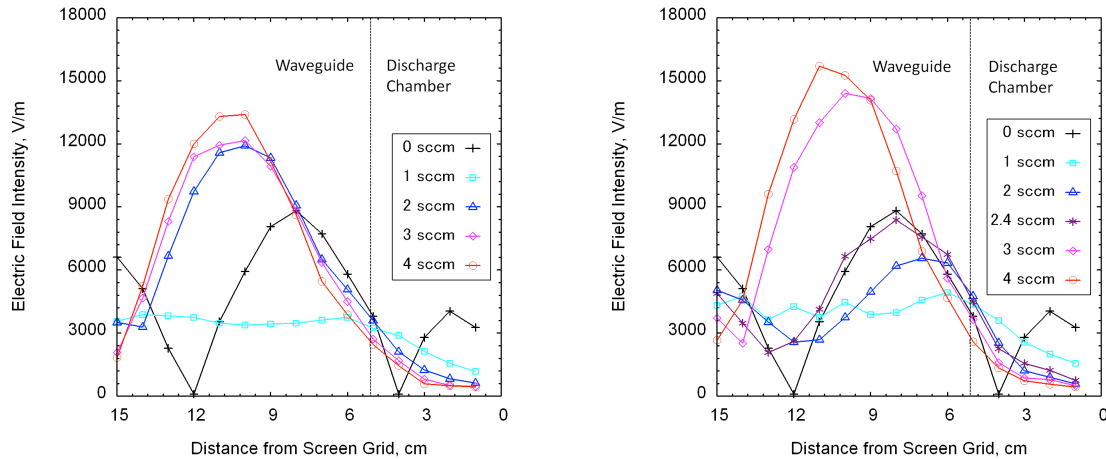 18000
15000
12000
9000
6000
3000
0
15
12
9
6
3
0
Electric Field Intensity, V/m
Distance from Screen Grid, cm
Waveguide
Discharge
Chamber
0 sccm
1 sccm
2 sccm
3 sccm
4 sccm
18000
15000
12000
9000
6000
3000
0
15
12
9
6
3
0
Electric Field Intensity, V/m
Distance from Screen Grid, cm
Waveguide
Discharge
Chamber
0 sccm
1 sccm
2 sccm
2.4 sccm
3 sccm
4 sccm